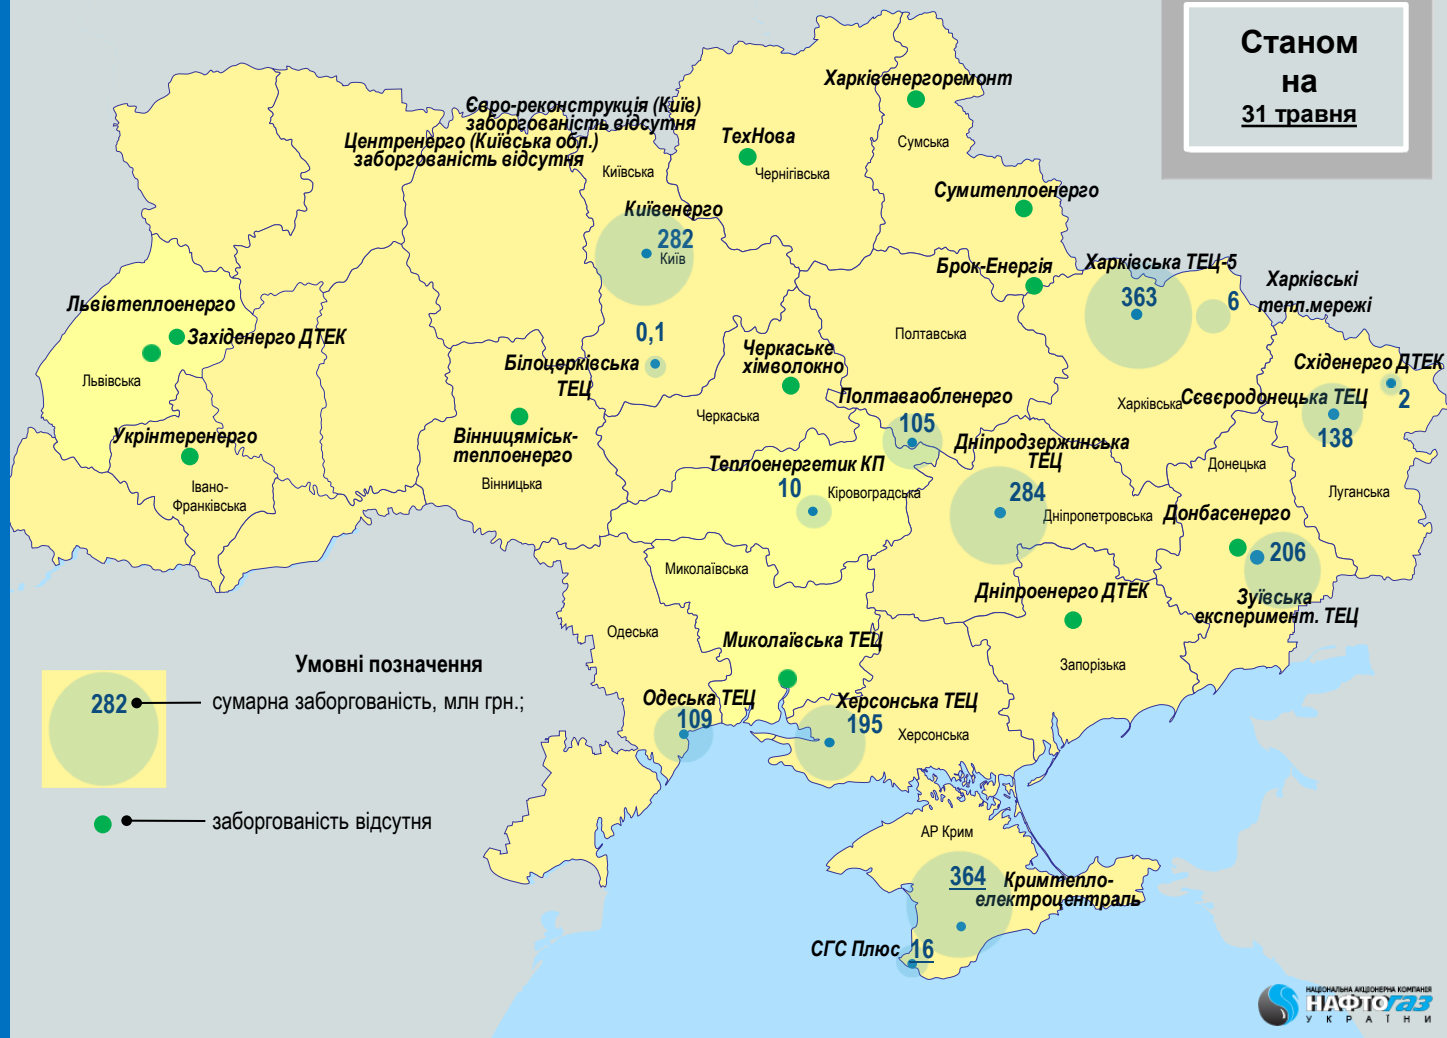 Станом
на
31 травня
Харківенергоремонт
Євро-реконструкція (Київ)
заборгованість відсутня
Центренерго (Київська обл.)
заборгованість відсутня
ТехНова
Сумська
Київська
Чернігівська
Сумитеплоенерго
Київенерго
282
Київ
Брок-Енергія
Харківська ТЕЦ-5
363
6
Харківські
тепл.мережі
Львівтеплоенерго
Західенерго ДТЕК
Львівська
0,1
Білоцерківська
ТЕЦ
Черкаське
хімволокно
Полтавська
Східенерго ДТЕК
2
Полтаваобленерго
105
Черкаська
Харківська
Сєвєродонецька ТЕЦ
138
Укрінтеренерго
Івано-
Франківська
Вінницяміськ-
теплоенерго
Вінницька
Теплоенергетик КП
10
Кіровоградська
Дніпродзержинська
ТЕЦ
284
Дніпропетровська
Донецька
Луганська
Донбасенерго
206
Зуївська
експеримент. ТЕЦ
Миколаївська
Одеська
Миколаївська ТЕЦ
Дніпроенерго ДТЕК
Запорізька
Одеська ТЕЦ
109
Херсонська ТЕЦ
195
Херсонська
Умовні позначення
282
сумарна заборгованість, млн грн.;
заборгованість відсутня
АР Крим
364
Кримтепло-
електроцентраль
СГС Плюс
16
НАЦІОНАЛЬНА АКЦІОНЕРНА КОМПАНІЯ
НАФТОГАЗ
УКРАЇНИ